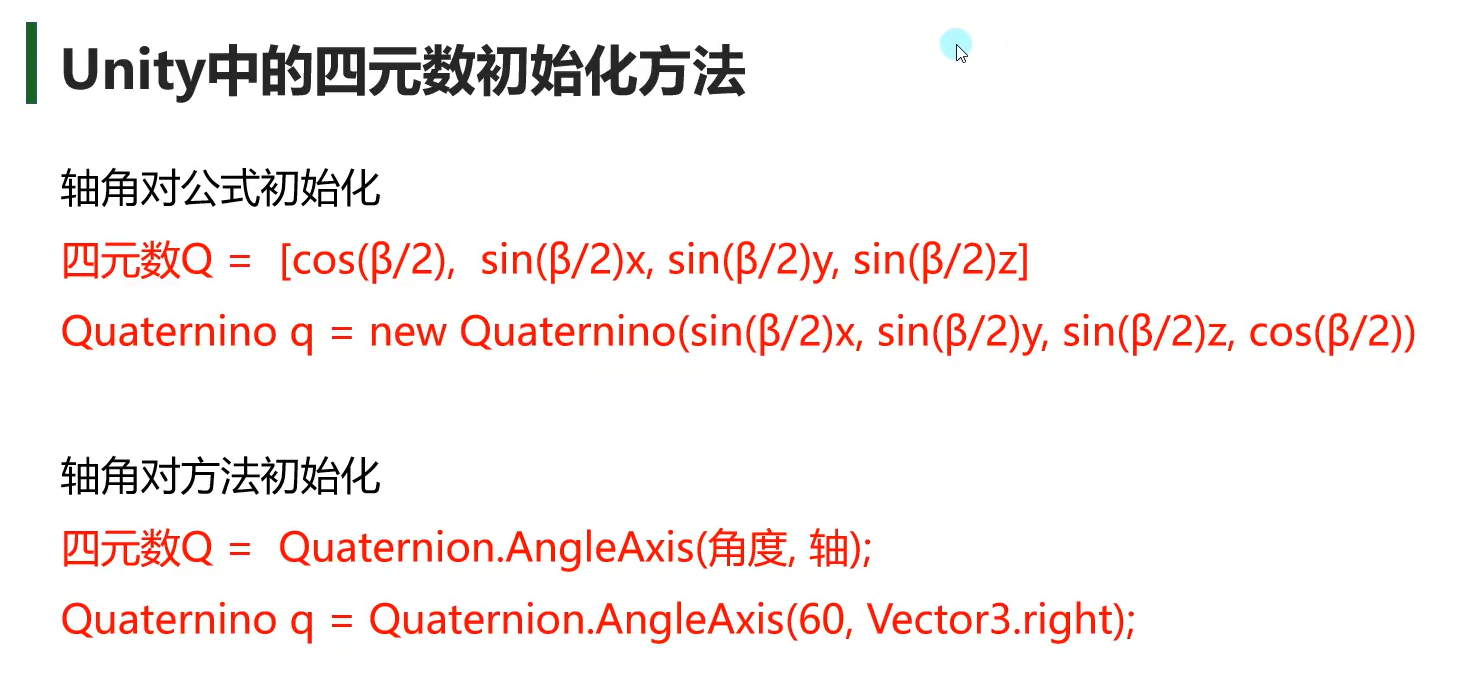 Unity中的四元数初始化方法
轴角对公式初始化
四元数Q = [cos(β/2), sin(β/2)x, sin(β/2)y, sin(β/2)z]
Quaternino q = new Quaternino(sin(β/2)x, sin(β/2)y, sin(β/2)z, cos(β/2))
轴角对方法初始化
四元数Q = Quaternion.AngleAxis(角度, 轴);
Quaternino q = Quaternion.AngleAxis(60, Vector3.right);